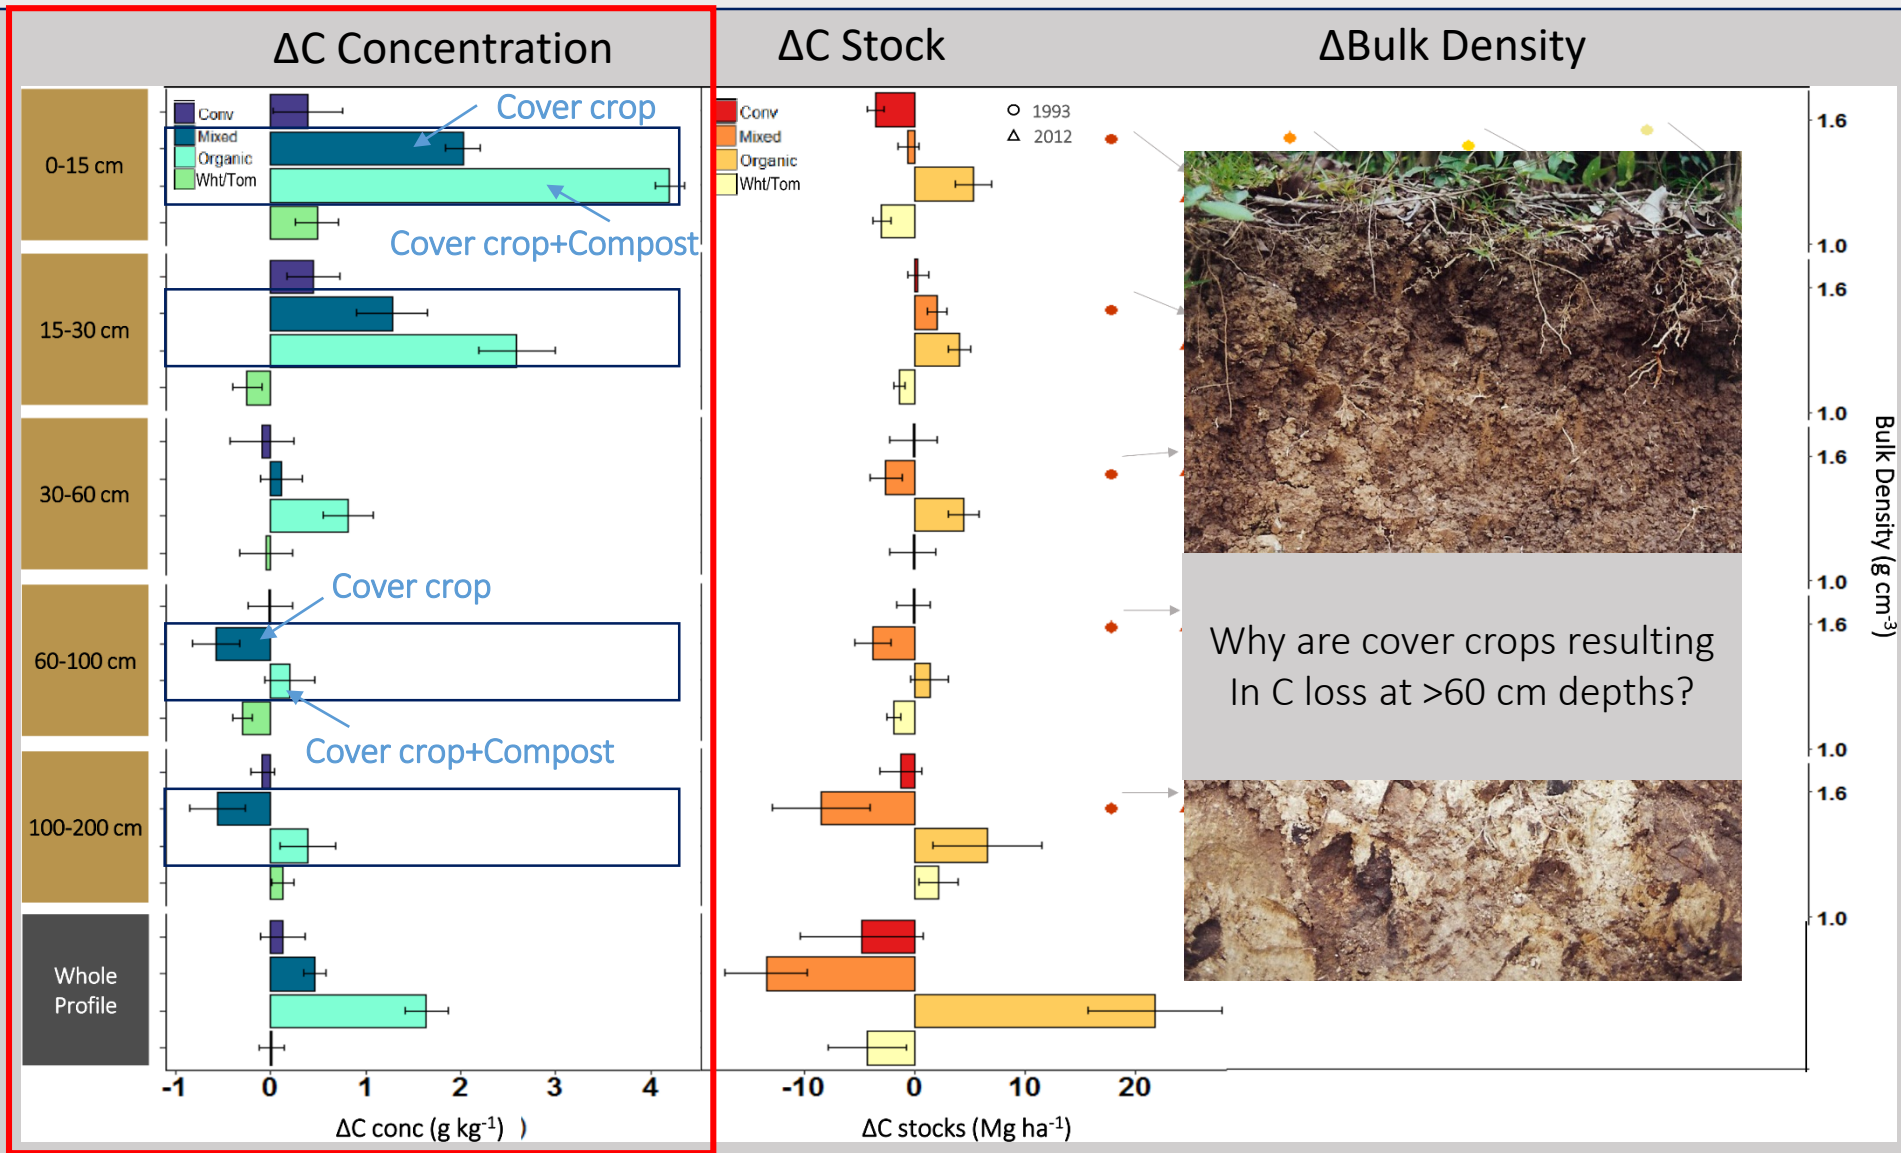 ΔC Concentration
ΔC Stock
ΔBulk Density
0-15 cm
15-30 cm
30-60 cm
60-100 cm
100-200 cm
Whole
Profile
Conv
Mixed
Organic
Wht/Tom
Cover crop
Cover crop+Compost
Cover crop
Cover crop+Compost
-1 0 1 2 3 4
ΔC conc (g kg⁻¹) )
Conv
Mixed
Organic
Wht/Tom
-10 0 10 20
ΔC stocks (Mg ha⁻¹)
1993
2012
Why are cover crops resulting
In C loss at >60 cm depths?
1.6
1.0
1.6
1.0
1.6
1.0
1.6
1.0
1.6
1.0
Bulk Density (g cm⁻³)